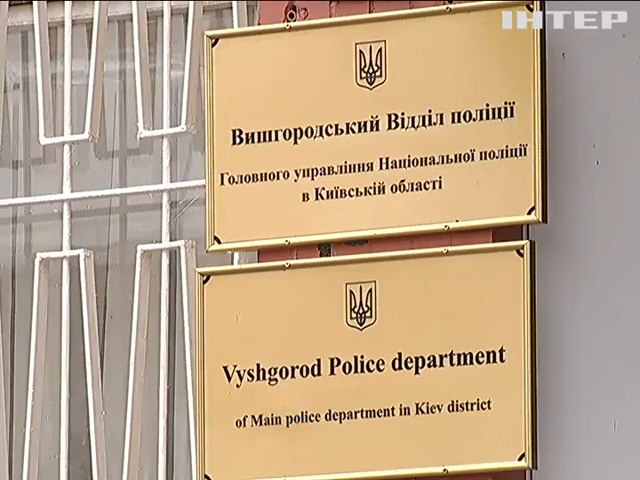 ІНТЕР
Вишгородський Відділ поліції
Головного управління Національної поліції
в Київській області
Vyshgorod Police department
of Main police department in Kiev district